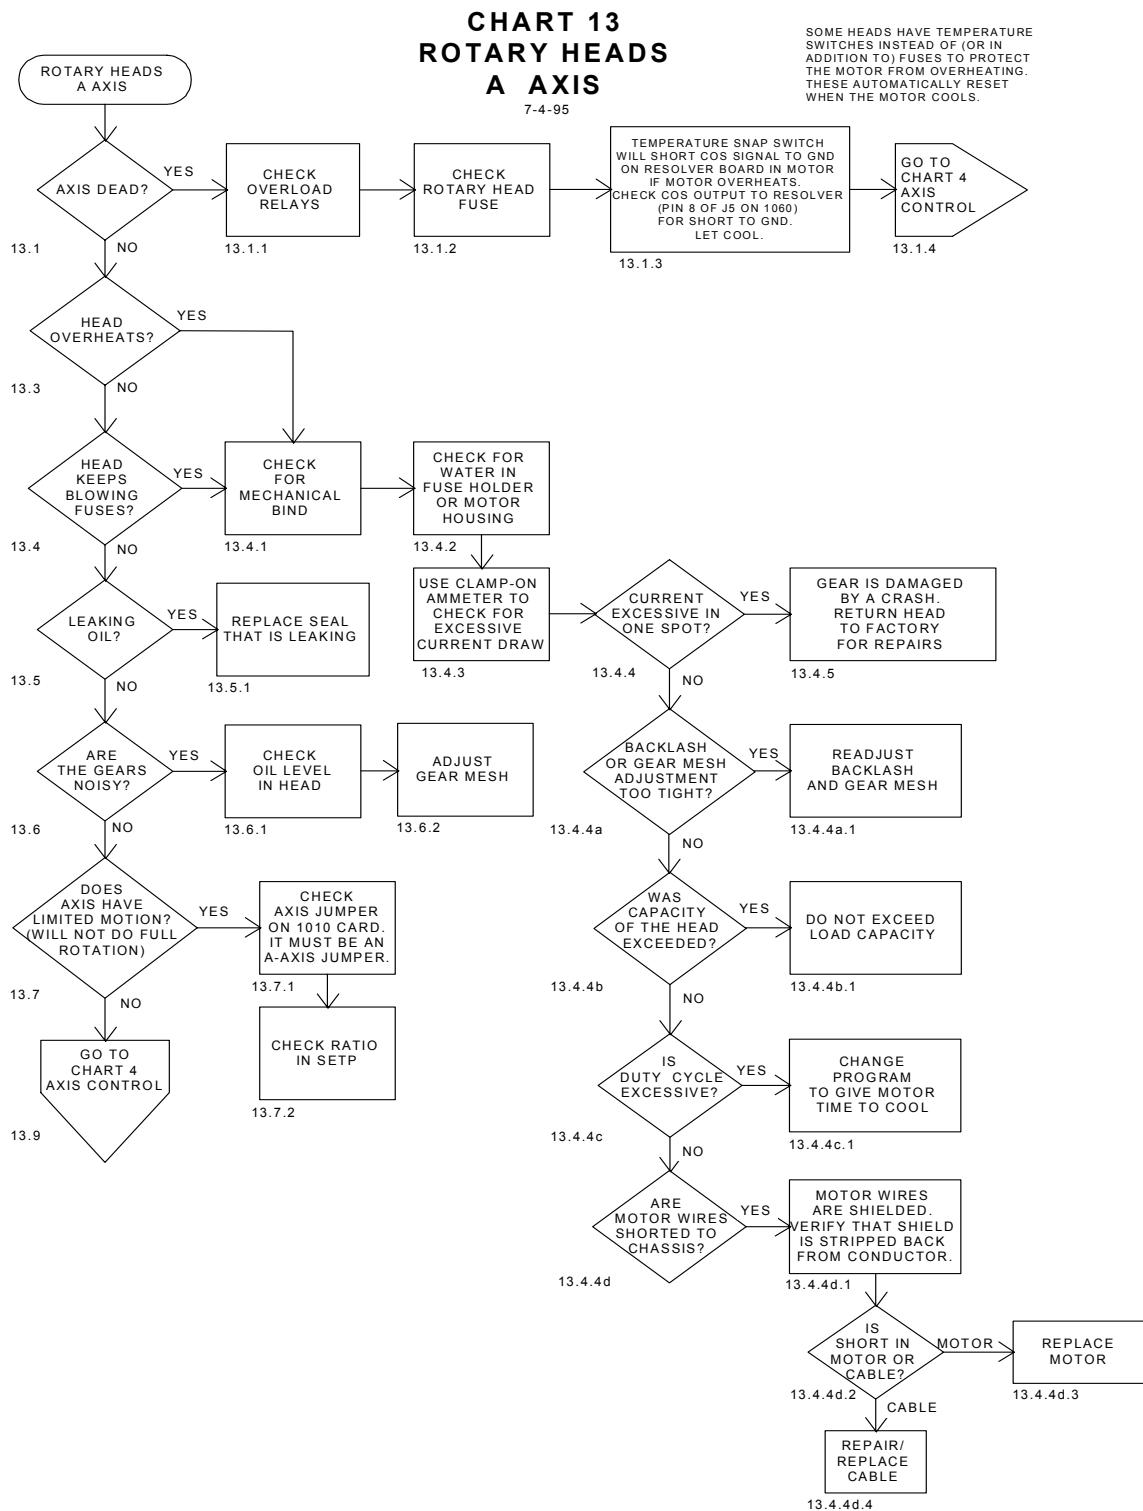 CHART 13
ROTARY HEADS
A AXIS
7-4-95
SOME HEADS HAVE TEMPERATURE
SWITCHES INSTEAD OF (OR IN
ADDITION TO) FUSES TO PROTECT
THE MOTOR FROM OVERHEATING.
THESE AUTOMATICALLY RESET
WHEN THE MOTOR COOLS.
ROTARY HEADS
A AXIS
AXIS DEAD?
YES
NO
13.1
CHECK
OVERLOAD
RELAYS
13.1.1
CHECK
ROTARY HEAD
FUSE
13.1.2
TEMPERATURE SNAP SWITCH
WILL SHORT COS SIGNAL TO GND
ON RESOLVER BOARD IN MOTOR
IF MOTOR OVERHEATS.
CHECK COS OUTPUT TO RESOLVER
(PIN 8 OF J5 ON 1060)
FOR SHORT TO GND.
LET COOL.
13.1.3
GO TO
CHART 4
AXIS
CONTROL
13.1.4
HEAD
OVERHEATS?
YES
NO
13.3
HEAD
KEEPS
BLOWING
FUSES?
YES
NO
13.4
CHECK
FOR
MECHANICAL
BIND
13.4.1
CHECK FOR
WATER IN
FUSE HOLDER
OR MOTOR
HOUSING
13.4.2
USE CLAMP-ON
AMMETER TO
CHECK FOR
EXCESSIVE
CURRENT DRAW
13.4.3
CURRENT
EXCESSIVE IN
ONE SPOT?
YES
NO
13.4.4
GEAR IS DAMAGED
BY A CRASH.
RETURN HEAD
TO FACTORY
FOR REPAIRS
13.4.5
LEAKING
OIL?
YES
NO
13.5
REPLACE SEAL
THAT IS LEAKING
13.5.1
ARE
THE GEARS
NOISY?
YES
NO
13.6
CHECK
OIL LEVEL
IN HEAD
13.6.1
ADJUST
GEAR MESH
13.6.2
BACKLASH
OR GEAR MESH
ADJUSTMENT
TOO TIGHT?
YES
NO
13.4.4a
READJUST
BACKLASH
AND GEAR MESH
13.4.4a.1
DOES
AXIS HAVE
LIMITED MOTION?
(WILL NOT DO FULL
ROTATION)
YES
NO
13.7
CHECK
AXIS JUMPER
ON 1010 CARD.
IT MUST BE AN
A-AXIS JUMPER.
13.7.1
CHECK RATIO
IN SETP
13.7.2
WAS
CAPACITY
OF THE HEAD
EXCEEDED?
YES
NO
13.4.4b
DO NOT EXCEED
LOAD CAPACITY
13.4.4b.1
GO TO
CHART 4
AXIS CONTROL
13.9
IS
DUTY CYCLE
EXCESSIVE?
YES
NO
13.4.4c
CHANGE
PROGRAM
TO GIVE MOTOR
TIME TO COOL
13.4.4c.1
ARE
MOTOR WIRES
SHORTED TO
CHASSIS?
YES
13.4.4d
MOTOR WIRES
ARE SHIELDED.
VERIFY THAT SHIELD
IS STRIPPED BACK
FROM CONDUCTOR.
13.4.4d.1
IS
SHORT IN
MOTOR OR
CABLE?
MOTOR
CABLE
13.4.4d.2
REPLACE
MOTOR
13.4.4d.3
REPAIR/
REPLACE
CABLE
13.4.4d.4